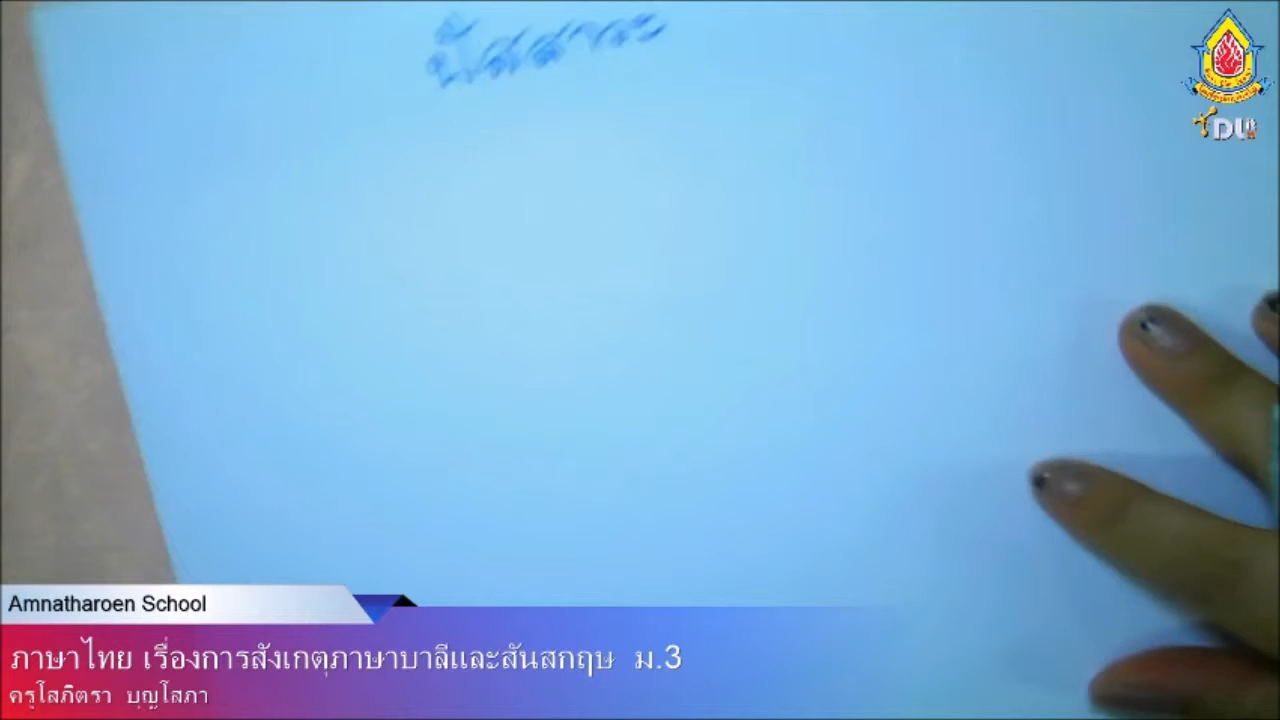 Amnatharoen School
ภาษาไทย เรื่องการสังเกตุภาษาบาลีและสันสกฤษ ม.3
ครูโสภิตรา บุญโสภา